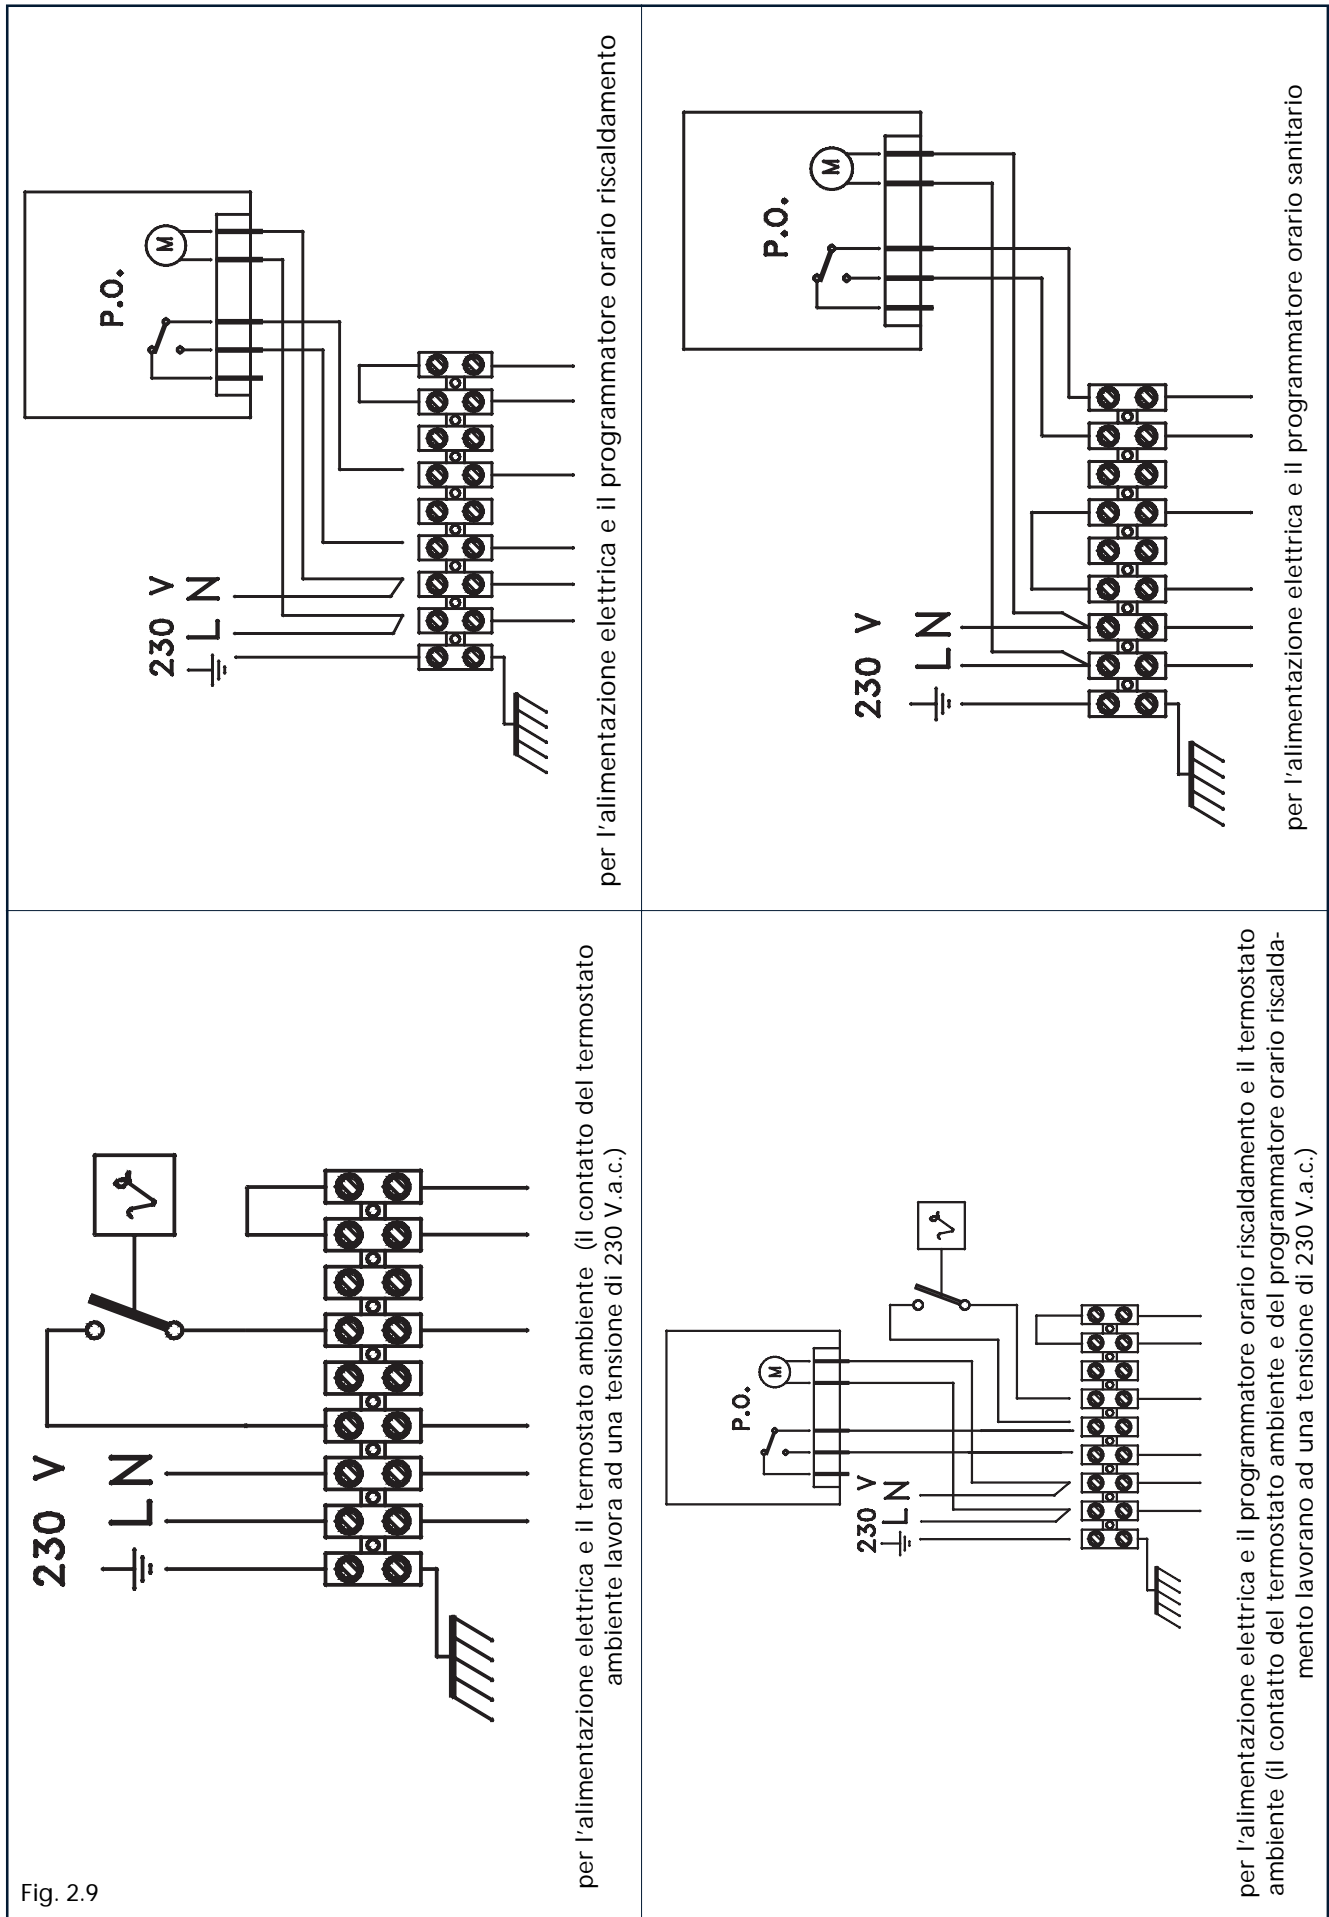 230 V
L N
M
P.O.
per l'alimentazione elettrica e il programmatore orario riscaldamento
230 V
L N
M
P.O.
per l'alimentazione elettrica e il programmatore orario sanitario
230 V
L N
per l'alimentazione elettrica e il termostato ambiente (il contatto del termostato
ambiente lavora ad una tensione di 230 V.a.c.)
230 V
L N
M
P.O.
per l'alimentazione elettrica e il programmatore orario riscaldamento e il termostato
ambiente (il contatto del termostato ambiente e del programmatore orario riscalda-
mento lavorano ad una tensione di 230 V.a.c.)
Fig. 2.9